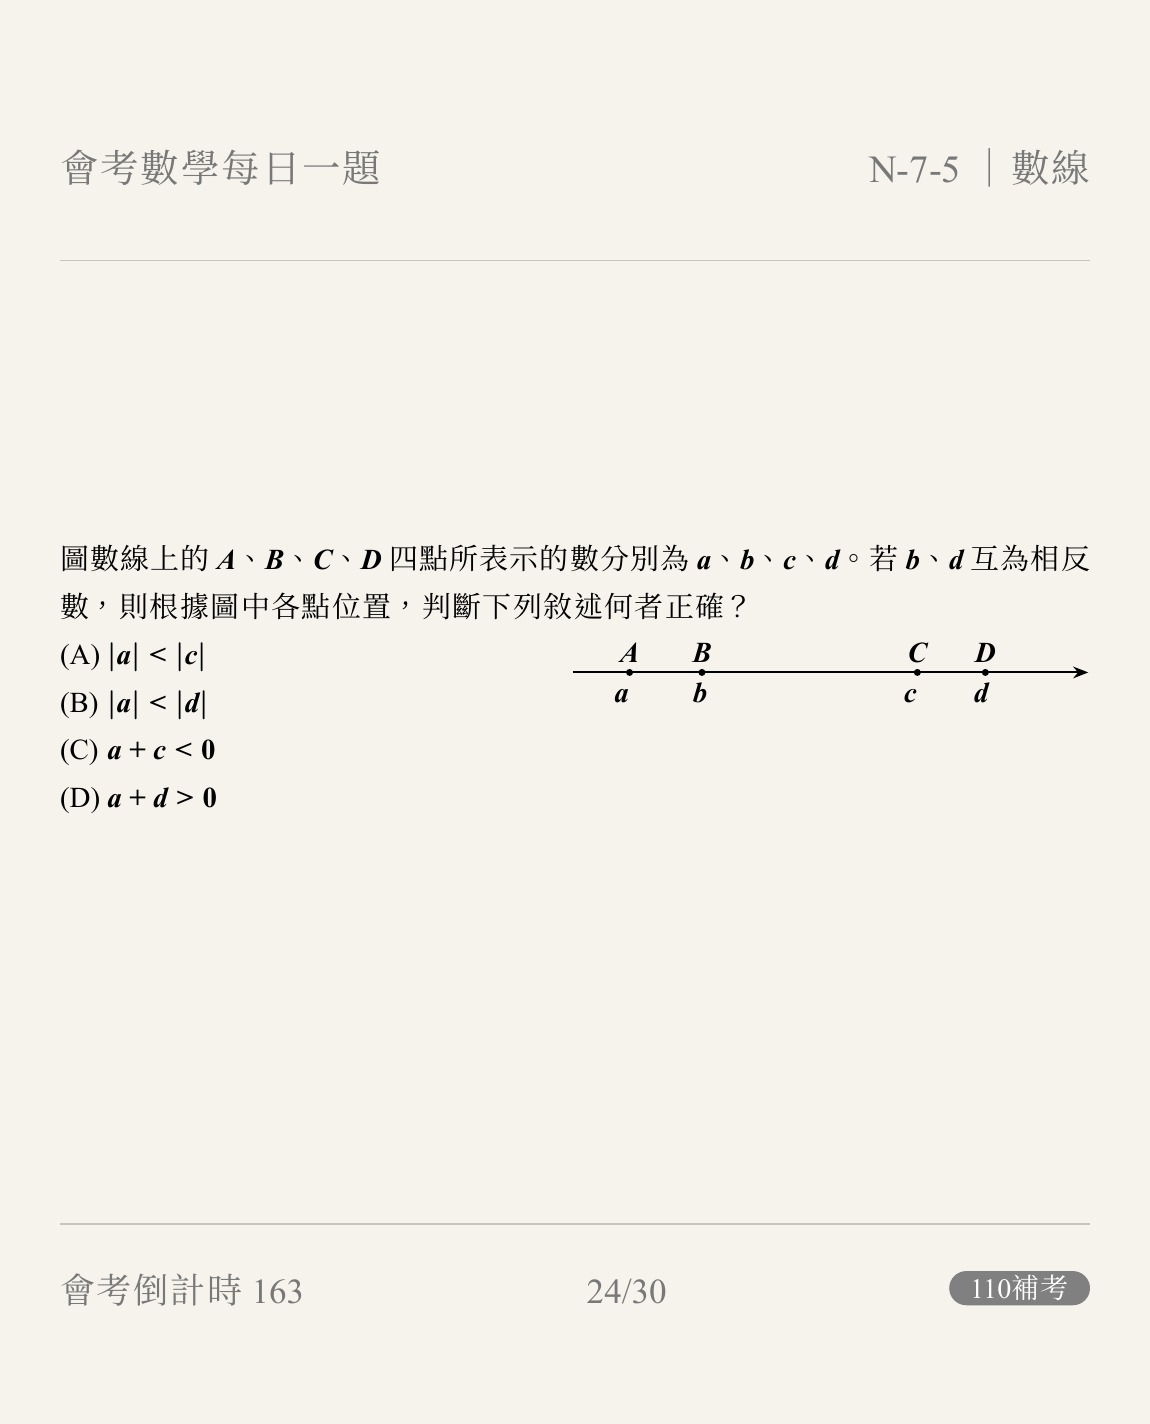 會考數學每日一題
N-7-5｜數線
圖數線上的 A、B、C、D 四點所表示的數分別為 a、b、c、d。若 b、d 互為相反
數，則根據圖中各點位置，判斷下列敘述何者正確？
(A) |a| < |c|
(B) |a| < |d|
(C) a + c < 0
(D) a + d > 0
A B C D
a b c d
會考倒計時 163
24/30
110補考